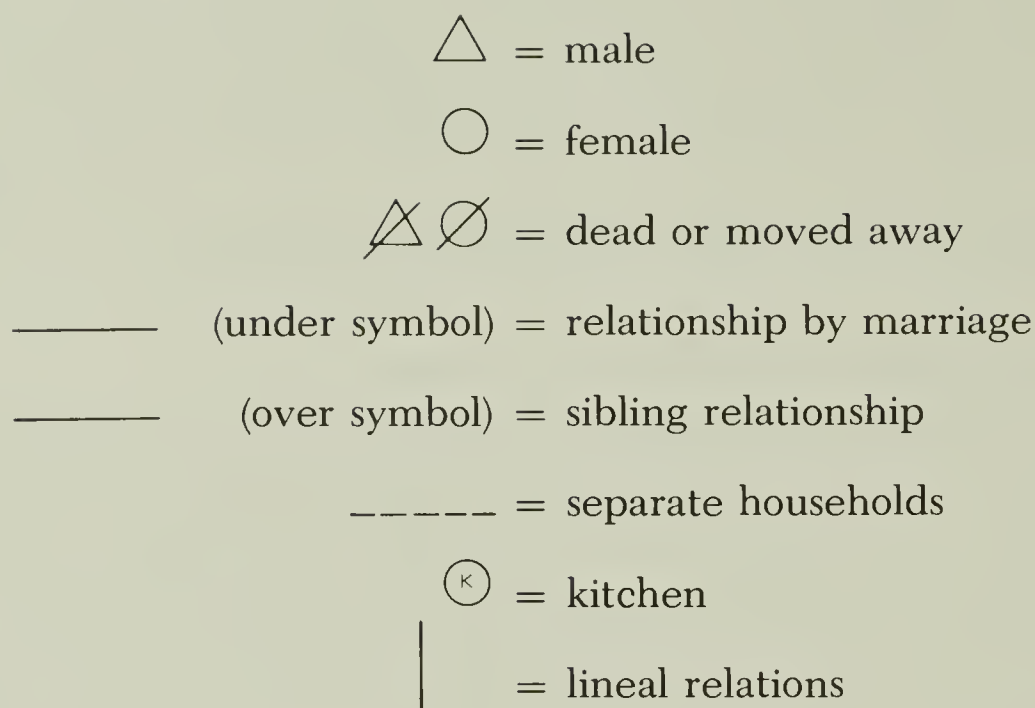 = male
= female
= dead or moved away
(under symbol) = relationship by marriage
(over symbol) = sibling relationship
= separate households
K = kitchen
= lineal relations